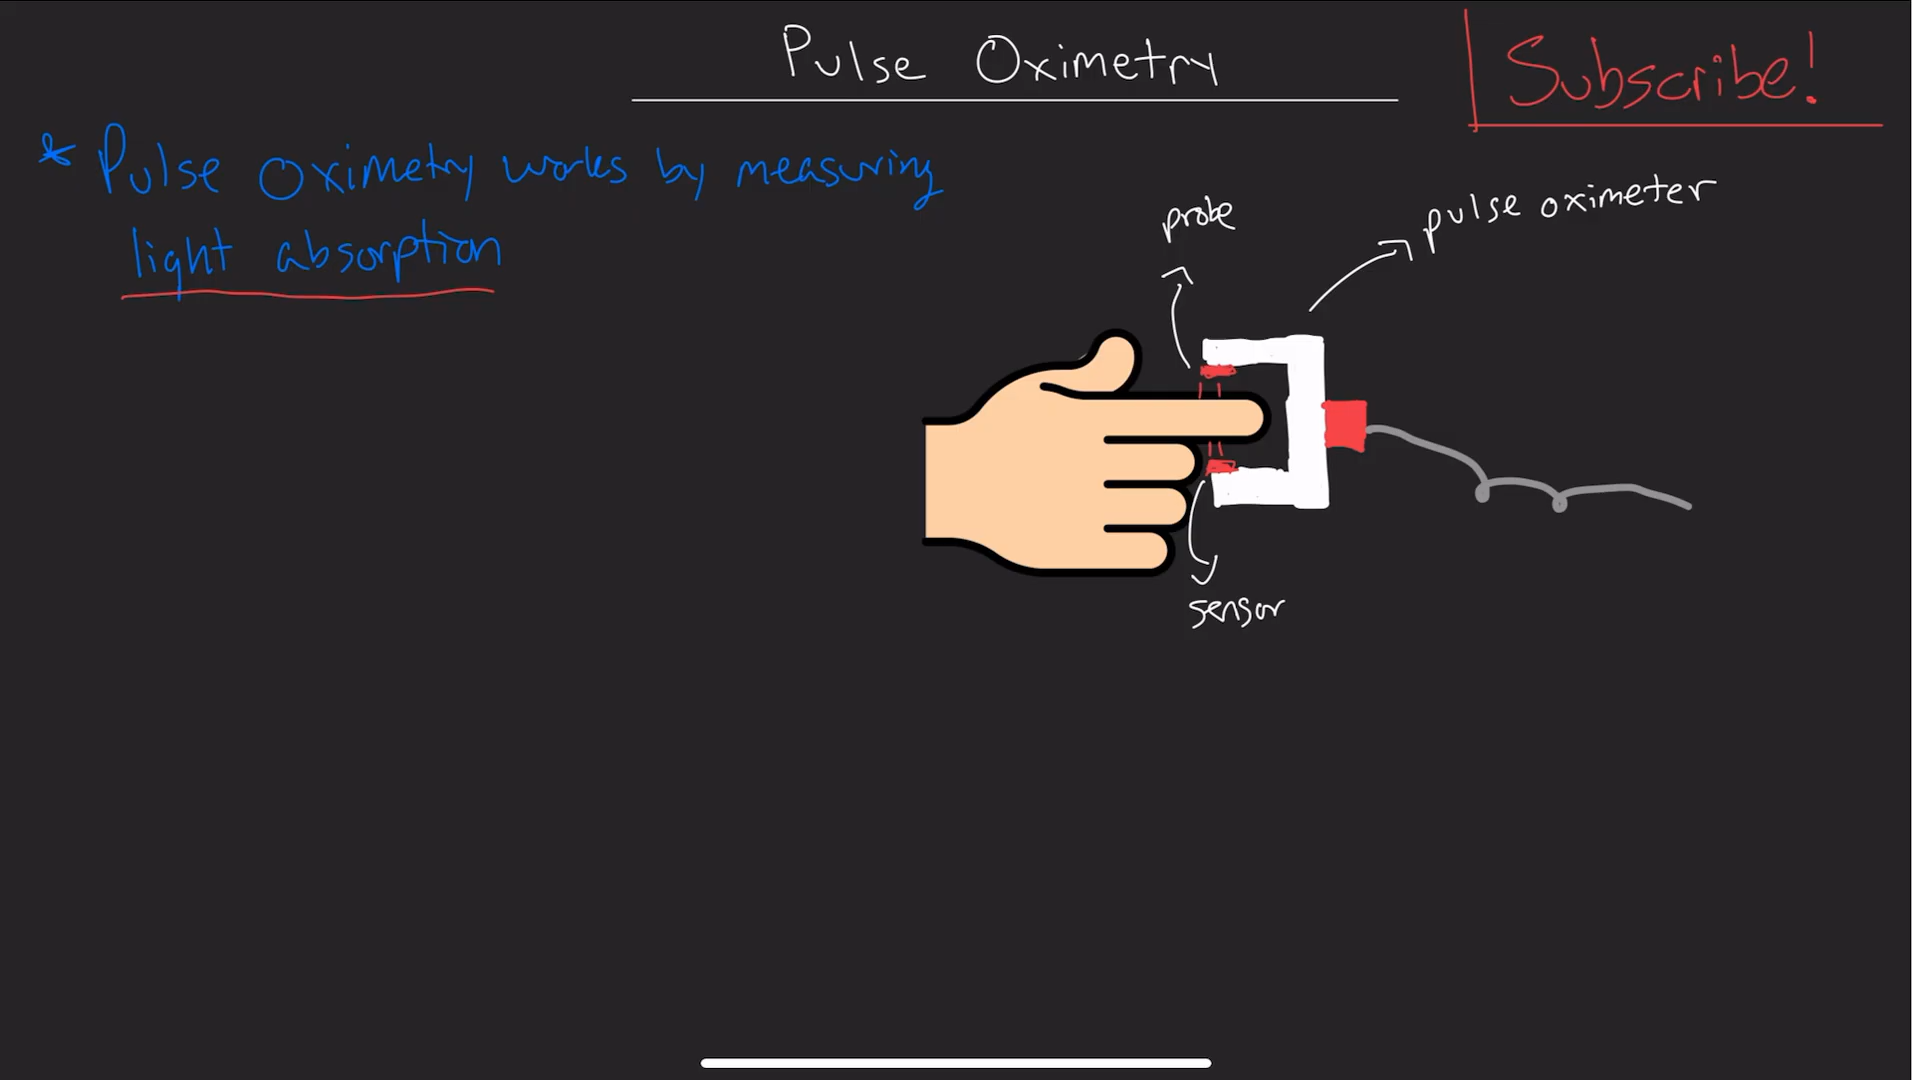 Pulse Oximetry
Subscribe!
* Pulse Oximetry works by measuring
light absorption
probe
pulse oximeter
sensor